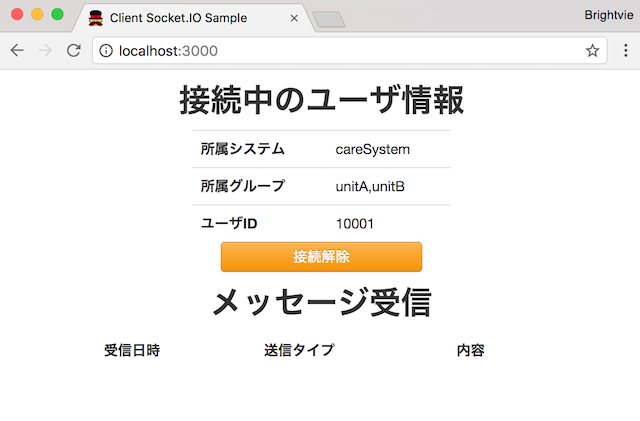 Client Socket.IO Sample
Brightvie
localhost:3000
接続中のユーザ情報
所属システム careSystem
所属グループ unitA,unitB
ユーザID 10001
接続解除
メッセージ受信
受信日時 送信タイプ 内容